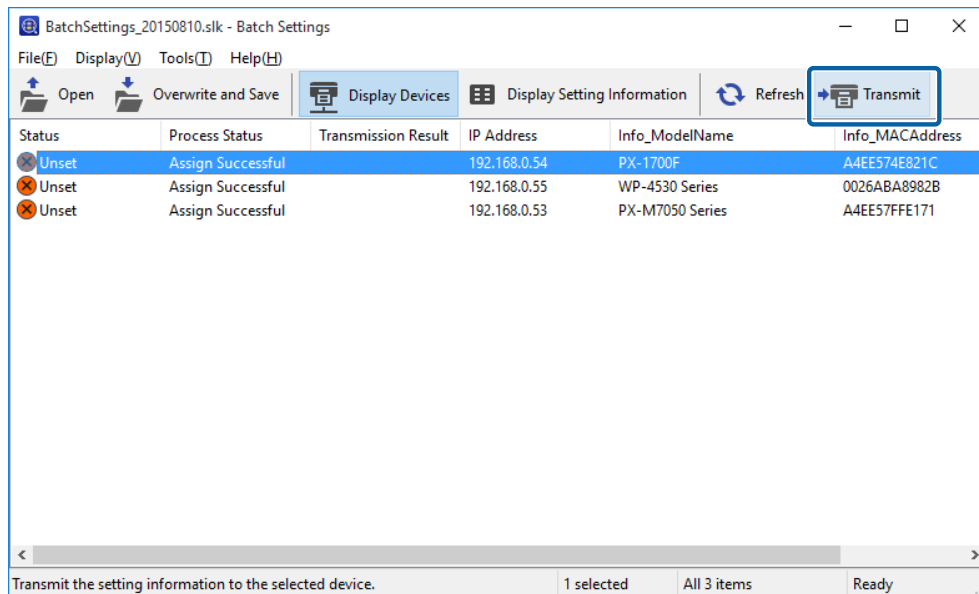 BatchSettings_20150810.slk - Batch Settings
File(F) Display(V) Tools(T) Help(H)
Open Overwrite and Save Display Devices Display Setting Information Refresh Transmit
Status Process Status Transmission Result IP Address Info_ModelName Info_MACAddress
Unset Assign Successful 192.168.0.54 PX-1700F A4EE574E821C
Unset Assign Successful 192.168.0.55 WP-4530 Series 0026ABA8982B
Unset Assign Successful 192.168.0.53 PX-M7050 Series A4EE57FFE171
Transmit the setting information to the selected device. 1 selected All 3 items Ready